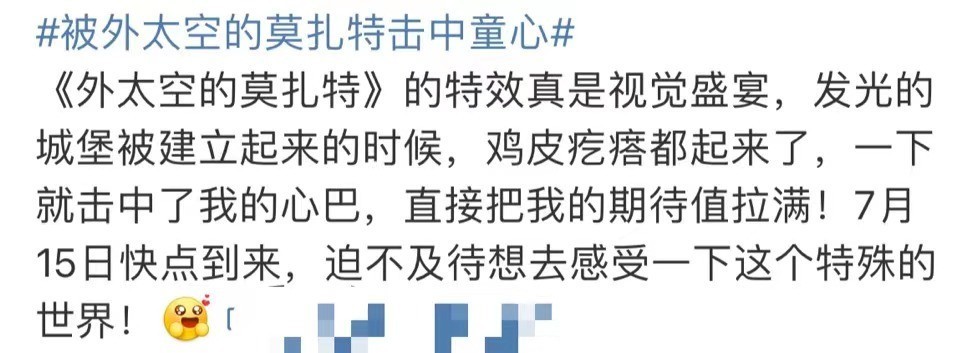 #被外太空的莫扎特击中童心#
《外太空的莫扎特》的特效真是视觉盛宴，发光的
城堡被建立起来的时候，鸡皮疙瘩都起来了，一下
就击中了我的心巴，直接把我的期待值拉满！7月
15日快点到来，迫不及待想去感受一下这个特殊的
世界！